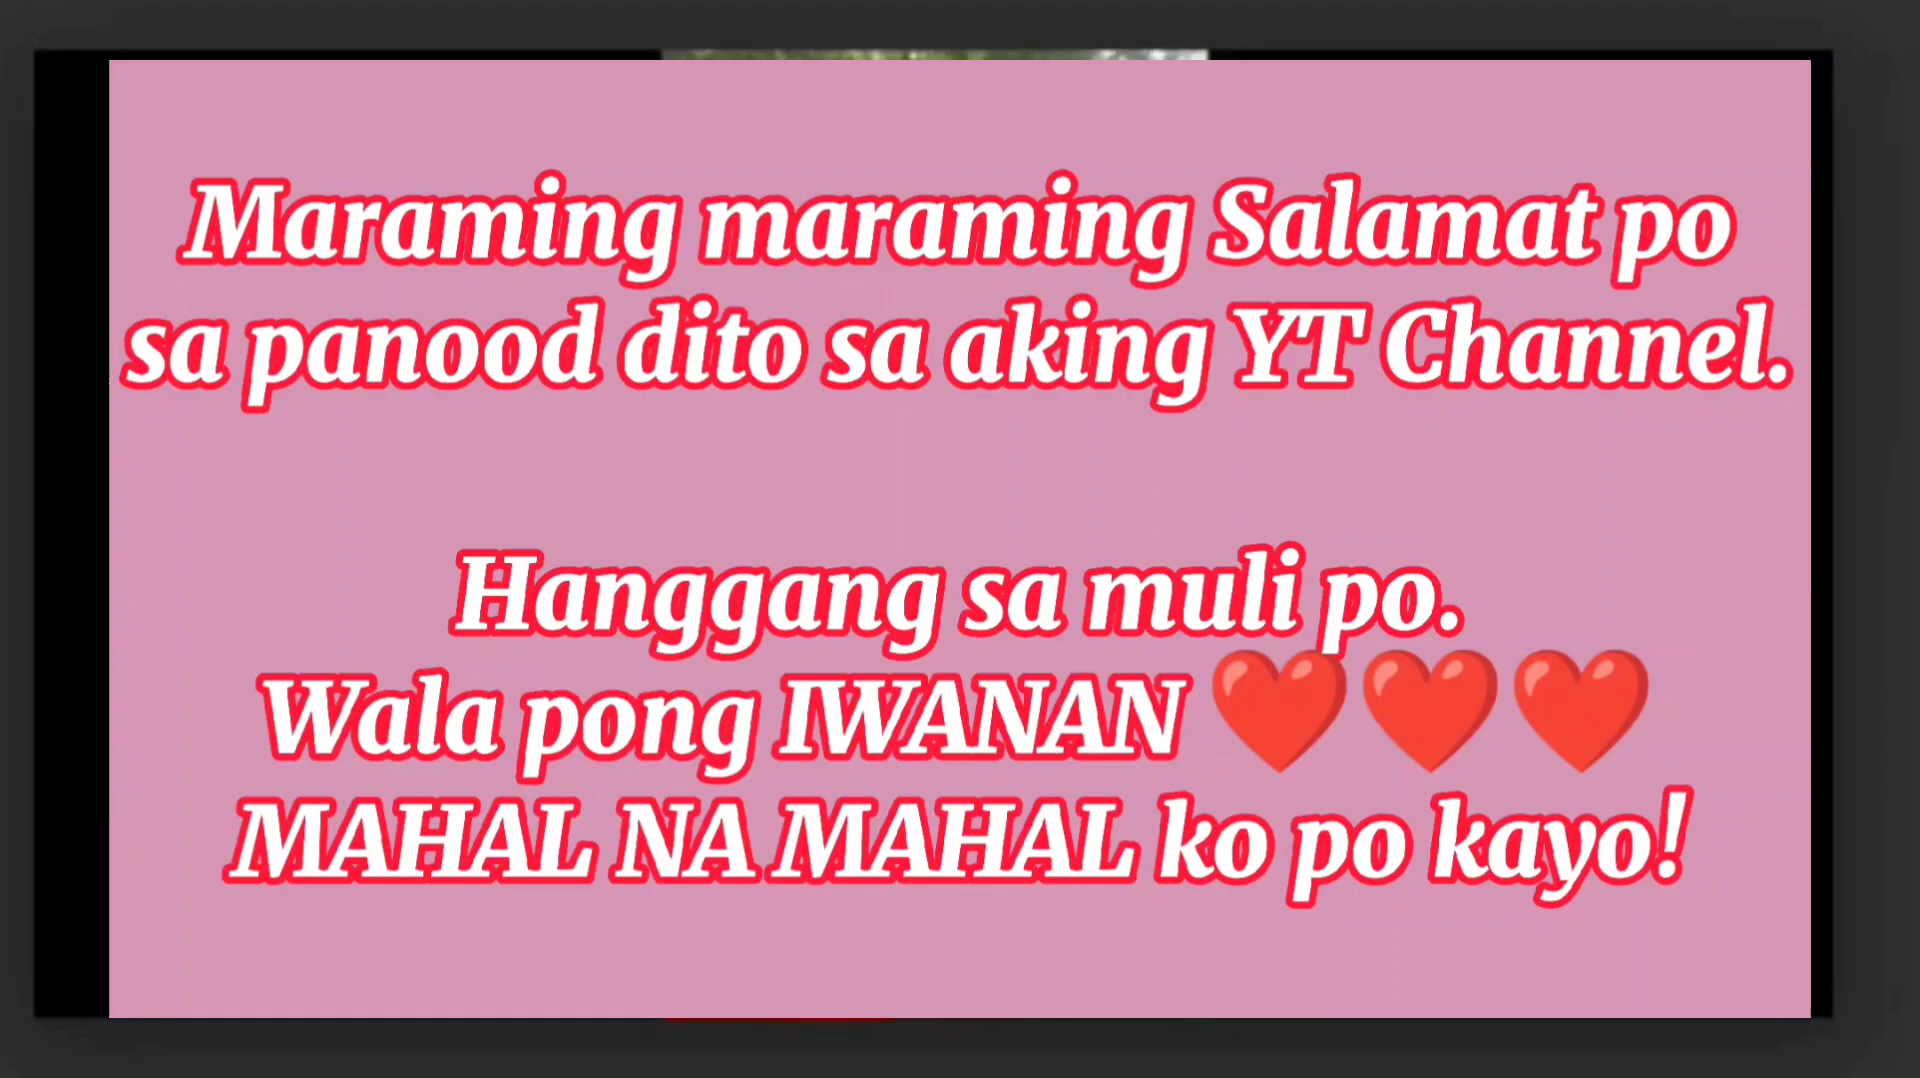 Maraming maraming Salamat po
sa panood dito sa aking YT Channel.
Hanggang sa muli po.
Wala pong IWANAN ❤️❤️❤️
MAHAL NA MAHAL ko po kayo!